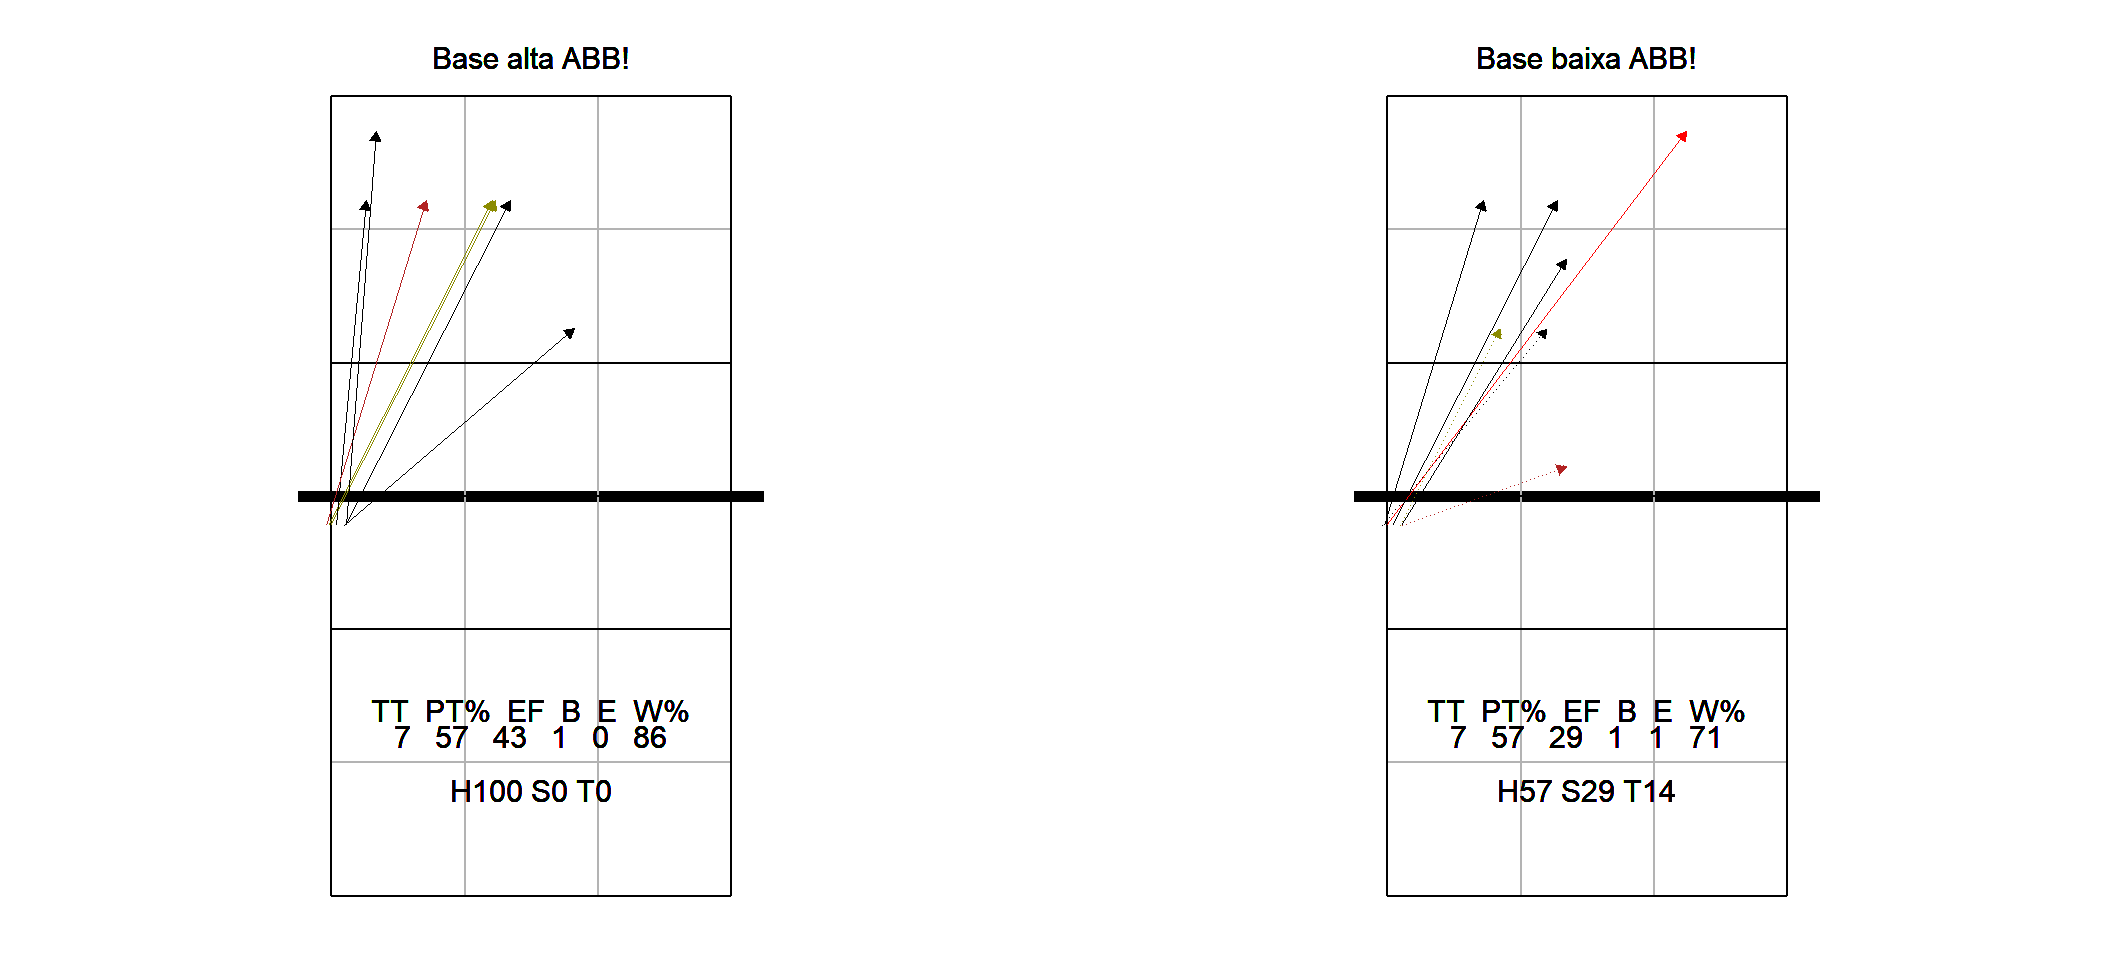 Base alta ABB!
TT PT% EF B E W%
7 57 43 1 0 86
H100 S0 T0
Base baixa ABB!
TT PT% EF B E W%
7 57 29 1 1 71
H57 S29 T14